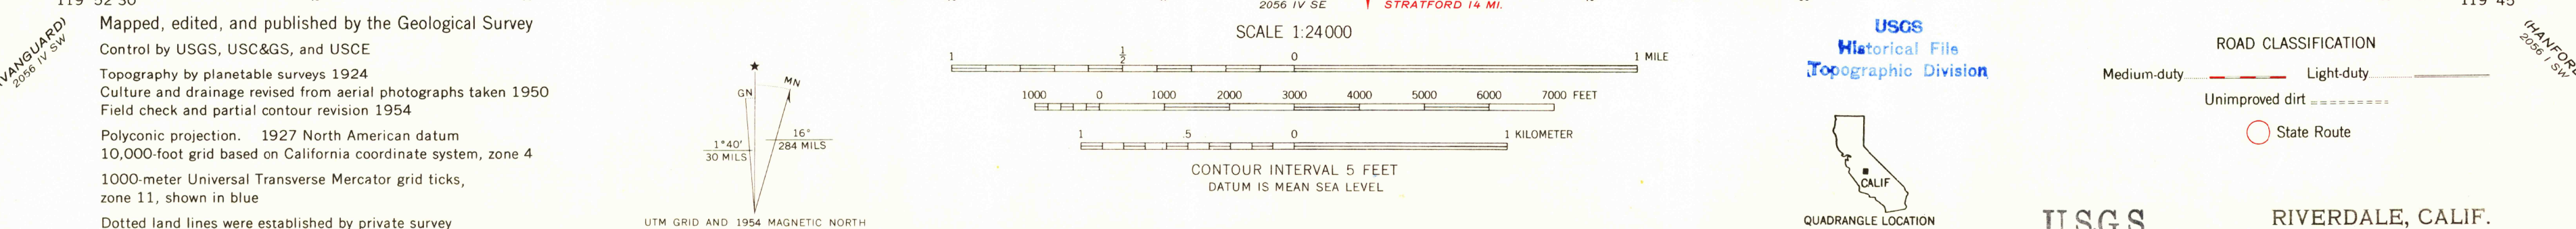 119°52'30"
(VANGUARD)
2056 IV SW
Mapped, edited, and published by the Geological Survey
Control by USGS, USC&GS, and USCE
Topography by planetable surveys 1924
Culture and drainage revised from aerial photographs taken 1950
Field check and partial contour revision 1954
Polyconic projection. 1927 North American datum
10,000-foot grid based on California coordinate system, zone 4
1000-meter Universal Transverse Mercator grid ticks,
zone 11, shown in blue
Dotted land lines were established by private survey
★
GN
MN
1°40'
30 MILS
16°
284 MILS
UTM GRID AND 1954 MAGNETIC NORTH
2056 IV SE
STRATFORD 14 MI.
SCALE 1:24000
1 1/2 0 1 MILE
1000 0 1000 2000 3000 4000 5000 6000 7000 FEET
1 .5 0 1 KILOMETER
CONTOUR INTERVAL 5 FEET
DATUM IS MEAN SEA LEVEL
USGS
Historical File
Topographic Division
CALIF
QUADRANGLE LOCATION
119°45'
(HANFORD
2056 I SW
ROAD CLASSIFICATION
Medium-duty Light-duty
Unimproved dirt
State Route
USGS
RIVERDALE, CALIF.